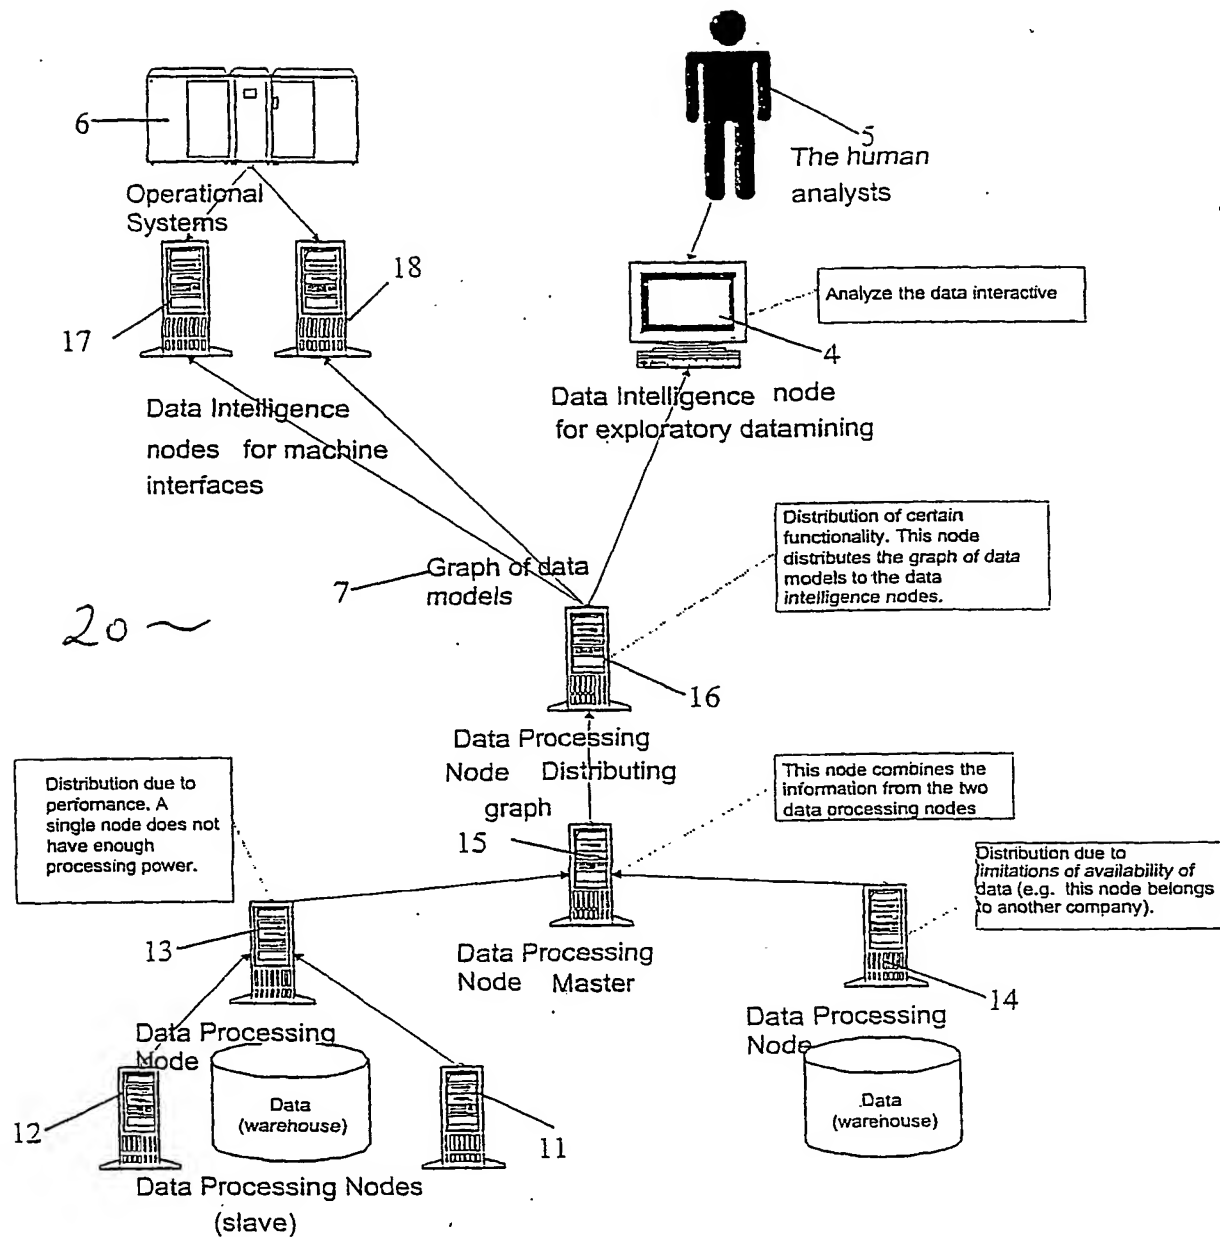 6
5
The human
analysts
Operational
Systems
17
18
Analyze the data interactive
4
Data Intelligence
nodes for machine
interfaces
Data Intelligence node
for exploratory datamining
Distribution of certain
functionality. This node
distributes the graph of data
models to the data
intelligence nodes.
7
Graph of data
models
20
16
Data Processing
Node Distributing
graph
Distribution due to
perfomance. A
single node does not
have enough
processing power.
This node combines the
information from the two
data processing nodes
15
Distribution due to
limitations of availability of
data (e.g. this node belongs
to another company).
13
Data Processing
Node Master
14
Data Processing
Node
Data Processing
Node
12
Data
(warehouse)
11
Data
(warehouse)
Data Processing Nodes
(slave)